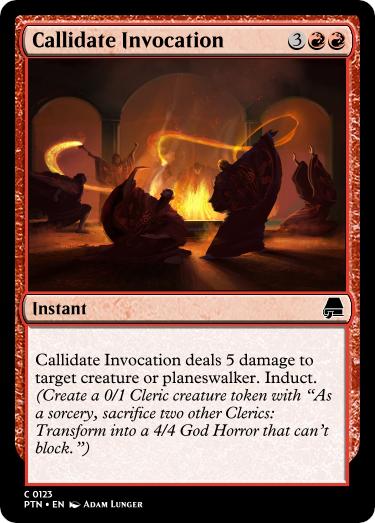 Callidate Invocation 3
Instant
Callidate Invocation deals 5 damage to
target creature or planeswalker. Induct.
(Create a 0/1 Cleric creature token with “As
a sorcery, sacrifice two other Clerics:
Transform into a 4/4 God Horror that can’t
block.”)
C 0123
PTN • EN Adam Lunger